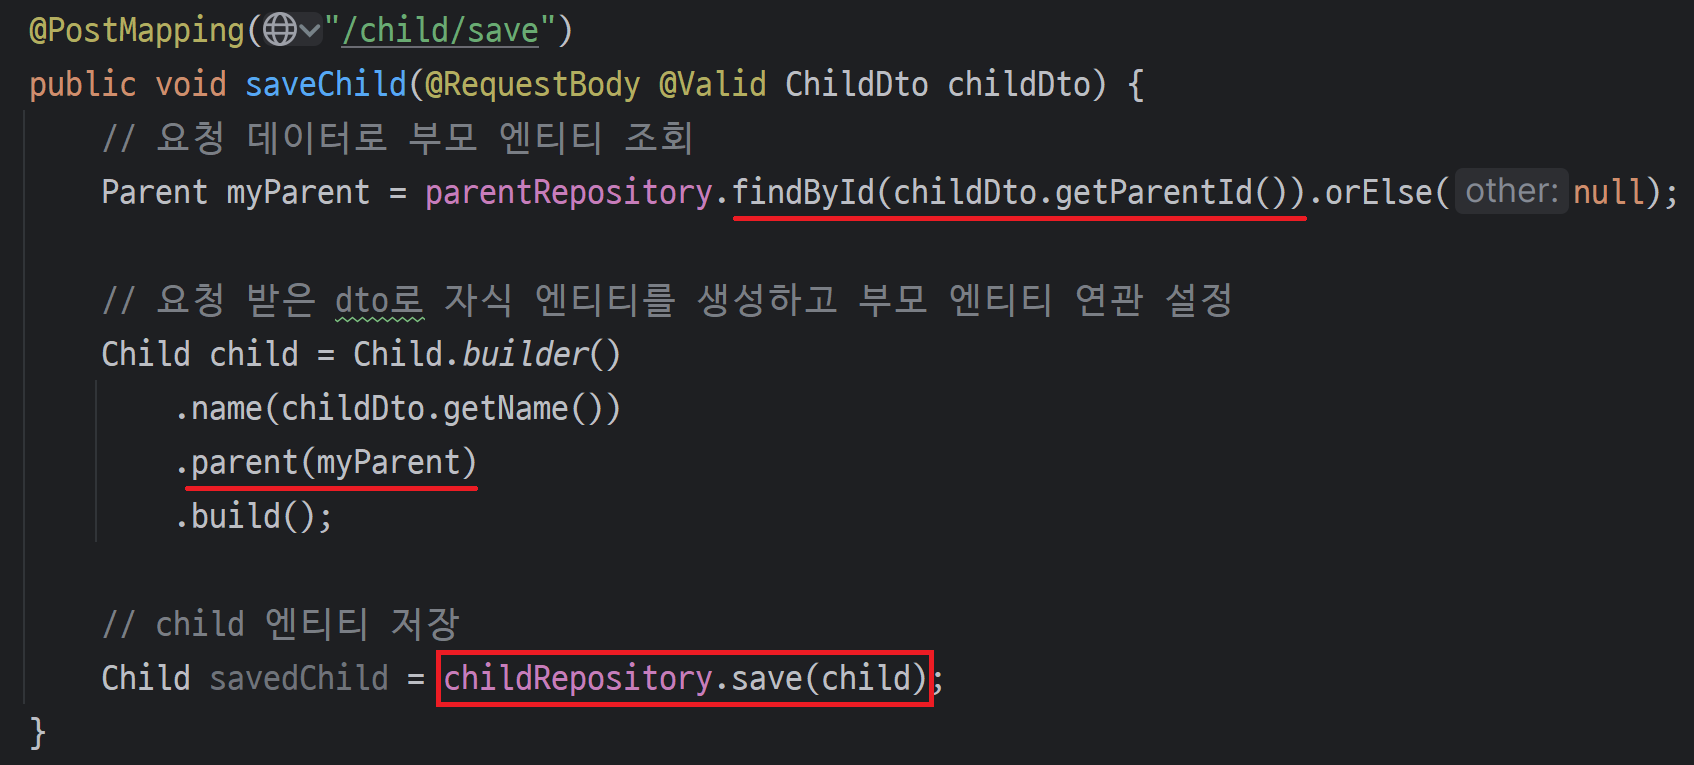 @PostMapping("/child/save")
public void saveChild(@RequestBody @Valid ChildDto childDto) {
// 요청 데이터로 부모 엔티티 조회
Parent myParent = parentRepository.findById(childDto.getParentId()).orElse( other: null);
// 요청 받은 dto로 자식 엔티티를 생성하고 부모 엔티티 연관 설정
Child child = Child.builder()
.name(childDto.getName())
.parent(myParent)
.build();
// child 엔티티 저장
Child savedChild = childRepository.save(child);
}